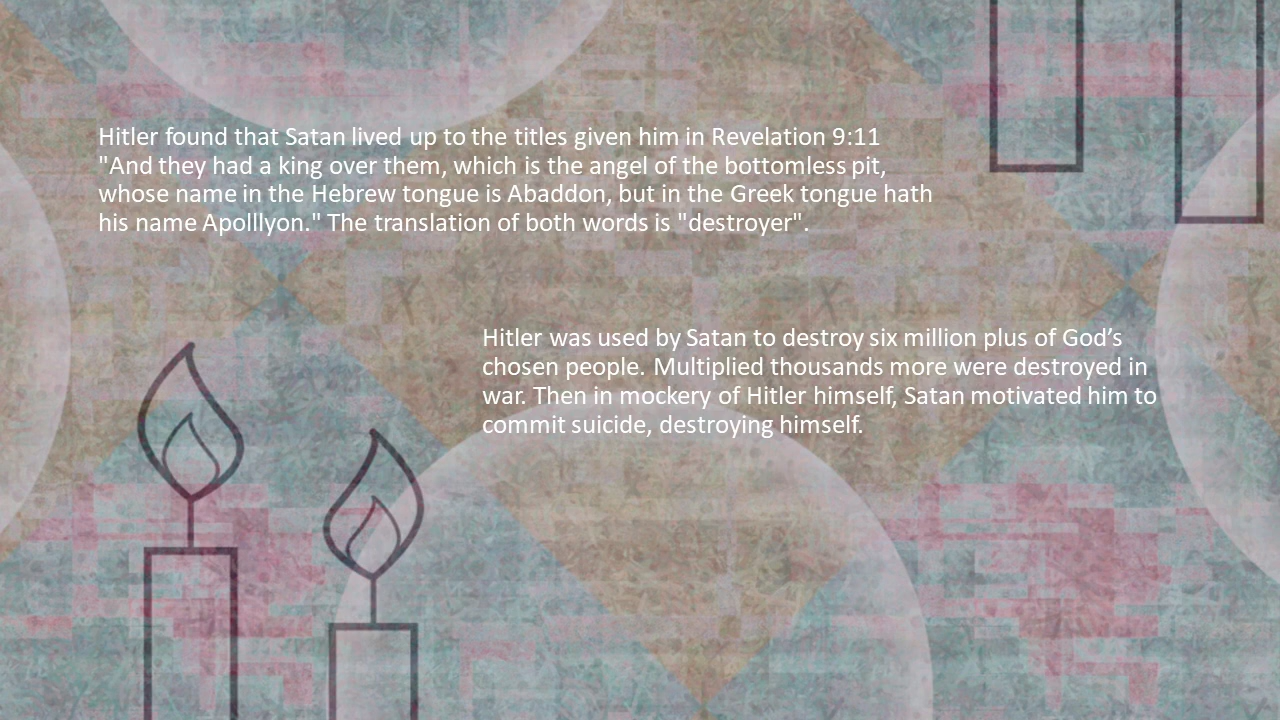 Hitler found that Satan lived up to the titles given him in Revelation 9:11
"And they had a king over them, which is the angel of the bottomless pit,
whose name in the Hebrew tongue is Abaddon, but in the Greek tongue hath
his name Apolllyon." The translation of both words is "destroyer".
Hitler was used by Satan to destroy six million plus of God’s
chosen people. Multiplied thousands more were destroyed in
war. Then in mockery of Hitler himself, Satan motivated him to
commit suicide, destroying himself.